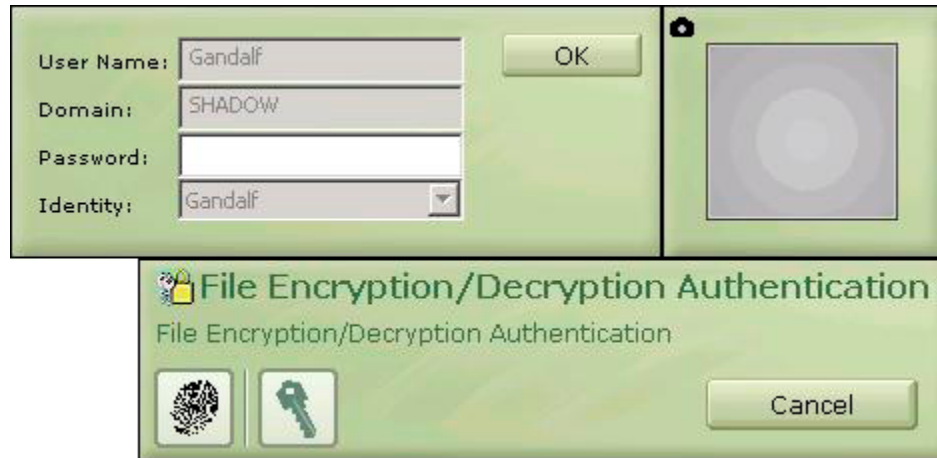 User Name: Gandalf
OK
Domain: SHADOW
Password:
Identity: Gandalf
File Encryption/Decryption Authentication
File Encryption/Decryption Authentication
Cancel